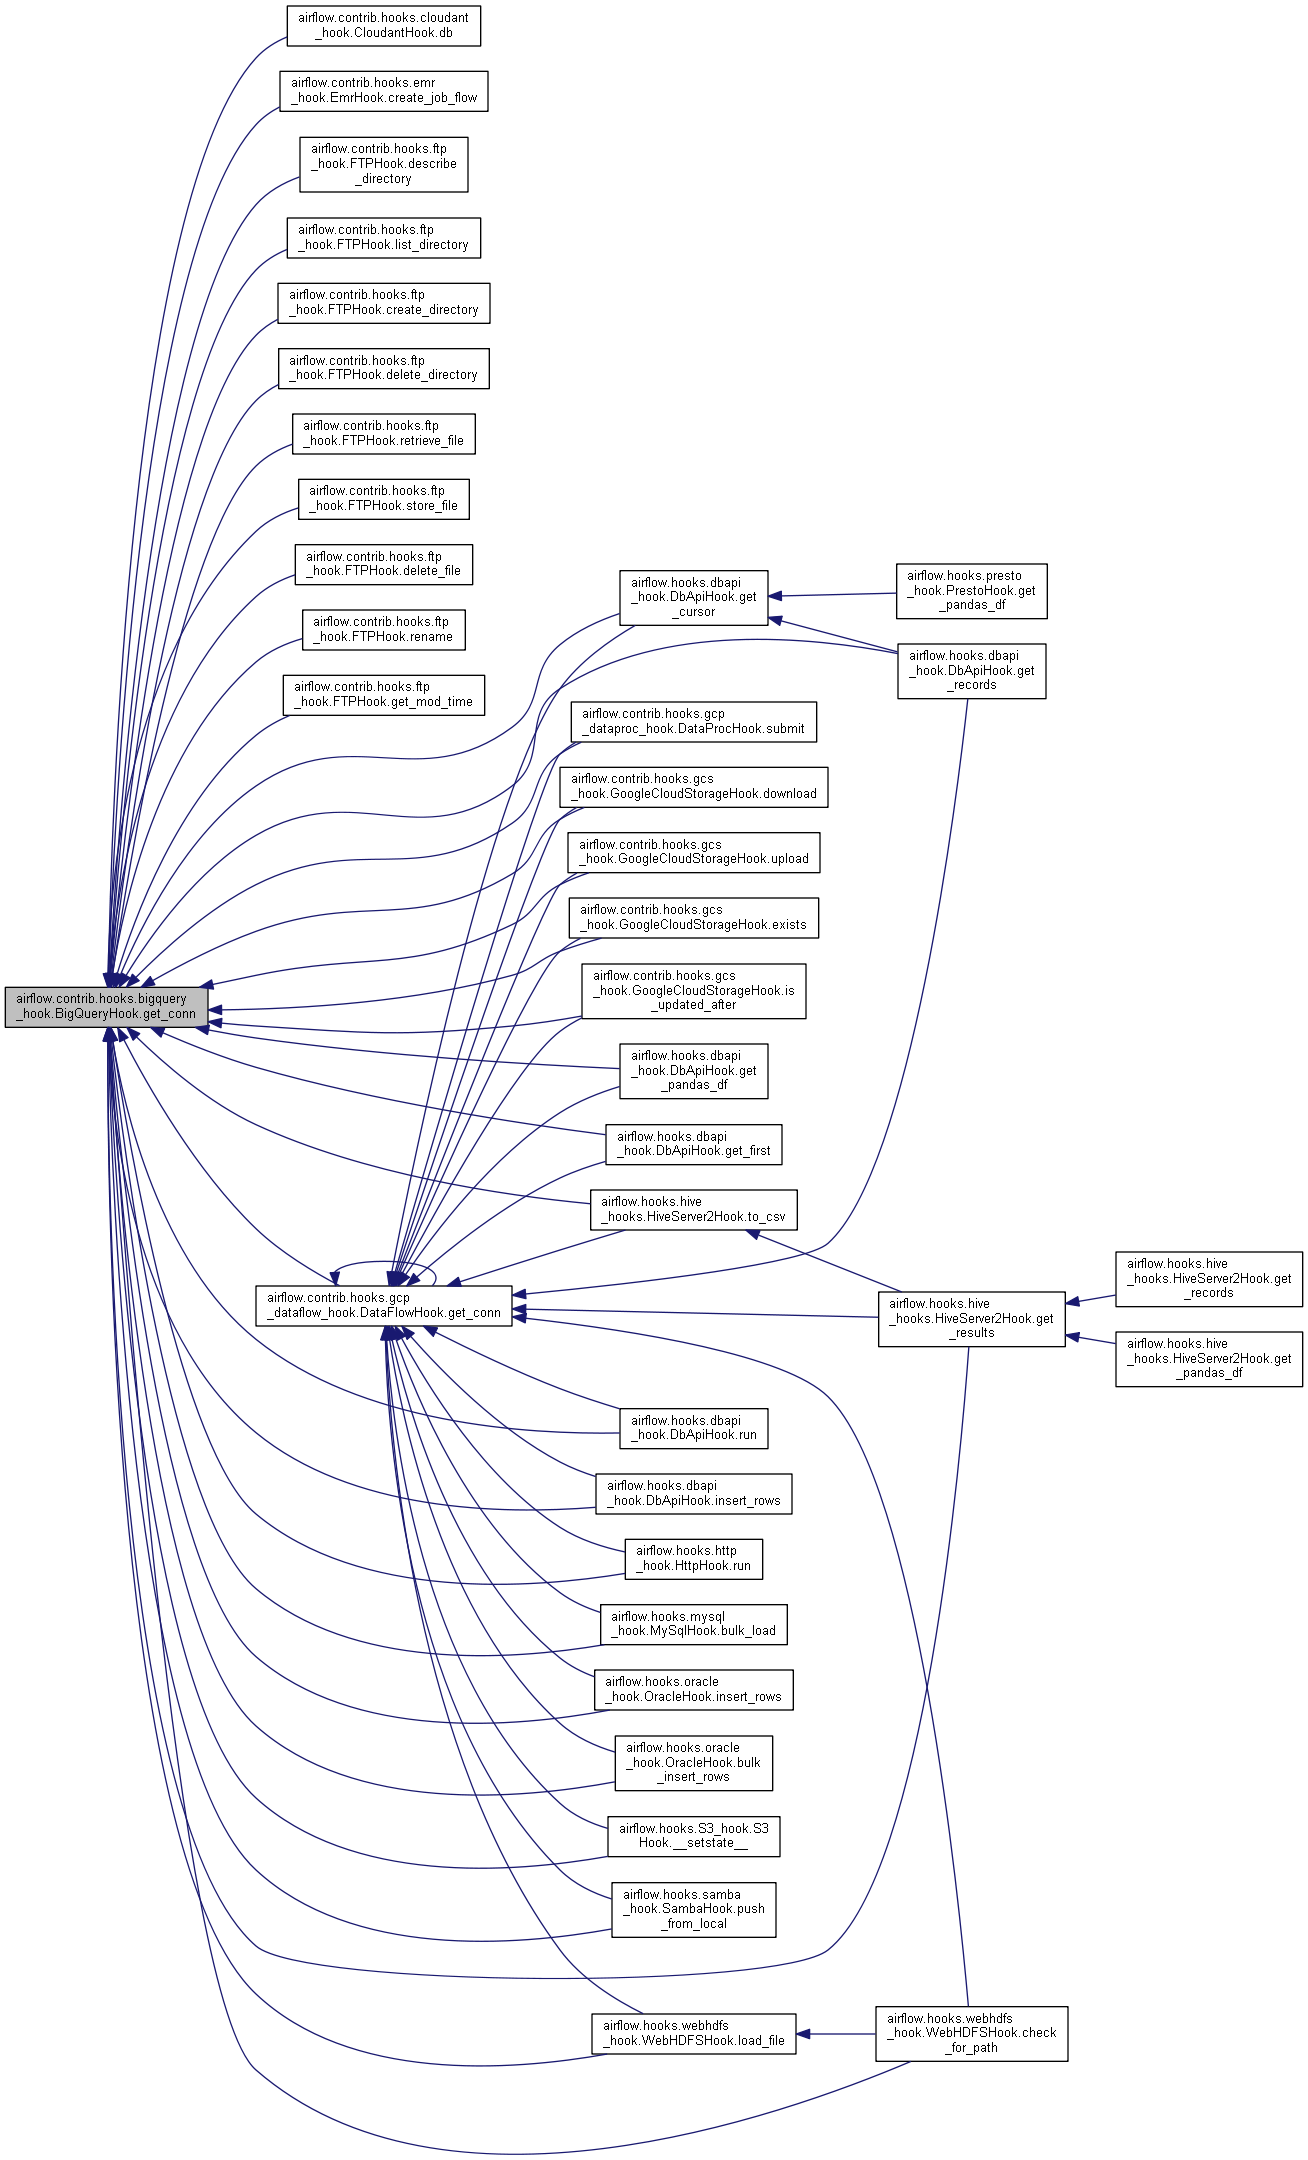 airflow.contrib.hooks.cloudant
_hook.CloudantHook.db
airflow.contrib.hooks.emr
_hook.EmrHook.create_job_flow
airflow.contrib.hooks.ftp
_hook.FTPHook.describe
_directory
airflow.contrib.hooks.ftp
_hook.FTPHook.list_directory
airflow.contrib.hooks.ftp
_hook.FTPHook.create_directory
airflow.contrib.hooks.ftp
_hook.FTPHook.delete_directory
airflow.contrib.hooks.ftp
_hook.FTPHook.retrieve_file
airflow.contrib.hooks.ftp
_hook.FTPHook.store_file
airflow.contrib.hooks.ftp
_hook.FTPHook.delete_file
airflow.contrib.hooks.ftp
_hook.FTPHook.rename
airflow.contrib.hooks.ftp
_hook.FTPHook.get_mod_time
airflow.hooks.dbapi
_hook.DbApiHook.get
_cursor
airflow.hooks.presto
_hook.PrestoHook.get
_pandas_df
airflow.hooks.dbapi
_hook.DbApiHook.get
_records
airflow.contrib.hooks.gcp
_dataproc_hook.DataProcHook.submit
airflow.contrib.hooks.gcs
_hook.GoogleCloudStorageHook.download
airflow.contrib.hooks.gcs
_hook.GoogleCloudStorageHook.upload
airflow.contrib.hooks.gcs
_hook.GoogleCloudStorageHook.exists
airflow.contrib.hooks.gcs
_hook.GoogleCloudStorageHook.is
_updated_after
airflow.contrib.hooks.bigquery
_hook.BigQueryHook.get_conn
airflow.hooks.dbapi
_hook.DbApiHook.get
_pandas_df
airflow.hooks.dbapi
_hook.DbApiHook.get_first
airflow.hooks.hive
_hooks.HiveServer2Hook.to_csv
airflow.contrib.hooks.gcp
_dataflow_hook.DataFlowHook.get_conn
airflow.hooks.hive
_hooks.HiveServer2Hook.get
_results
airflow.hooks.hive
_hooks.HiveServer2Hook.get
_records
airflow.hooks.hive
_hooks.HiveServer2Hook.get
_pandas_df
airflow.hooks.dbapi
_hook.DbApiHook.run
airflow.hooks.dbapi
_hook.DbApiHook.insert_rows
airflow.hooks.http
_hook.HttpHook.run
airflow.hooks.mysql
_hook.MySqlHook.bulk_load
airflow.hooks.oracle
_hook.OracleHook.insert_rows
airflow.hooks.oracle
_hook.OracleHook.bulk
_insert_rows
airflow.hooks.S3_hook.S3
Hook.__setstate__
airflow.hooks.samba
_hook.SambaHook.push
_from_local
airflow.hooks.webhdfs
_hook.WebHDFSHook.load_file
airflow.hooks.webhdfs
_hook.WebHDFSHook.check
_for_path